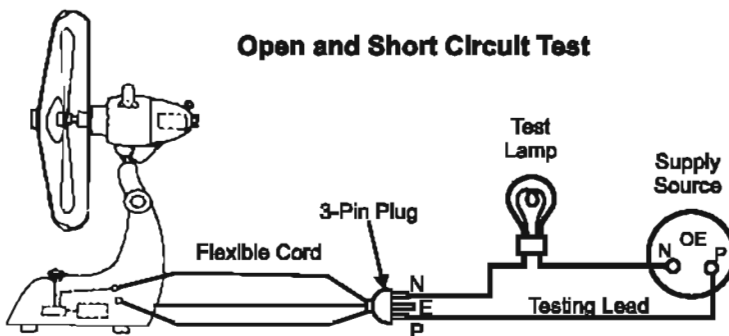 Open and Short Circuit Test
Test
Lamp
Supply
Source
3-Pin Plug
Flexible Cord
N
E
P
Testing Lead
N
OE
P